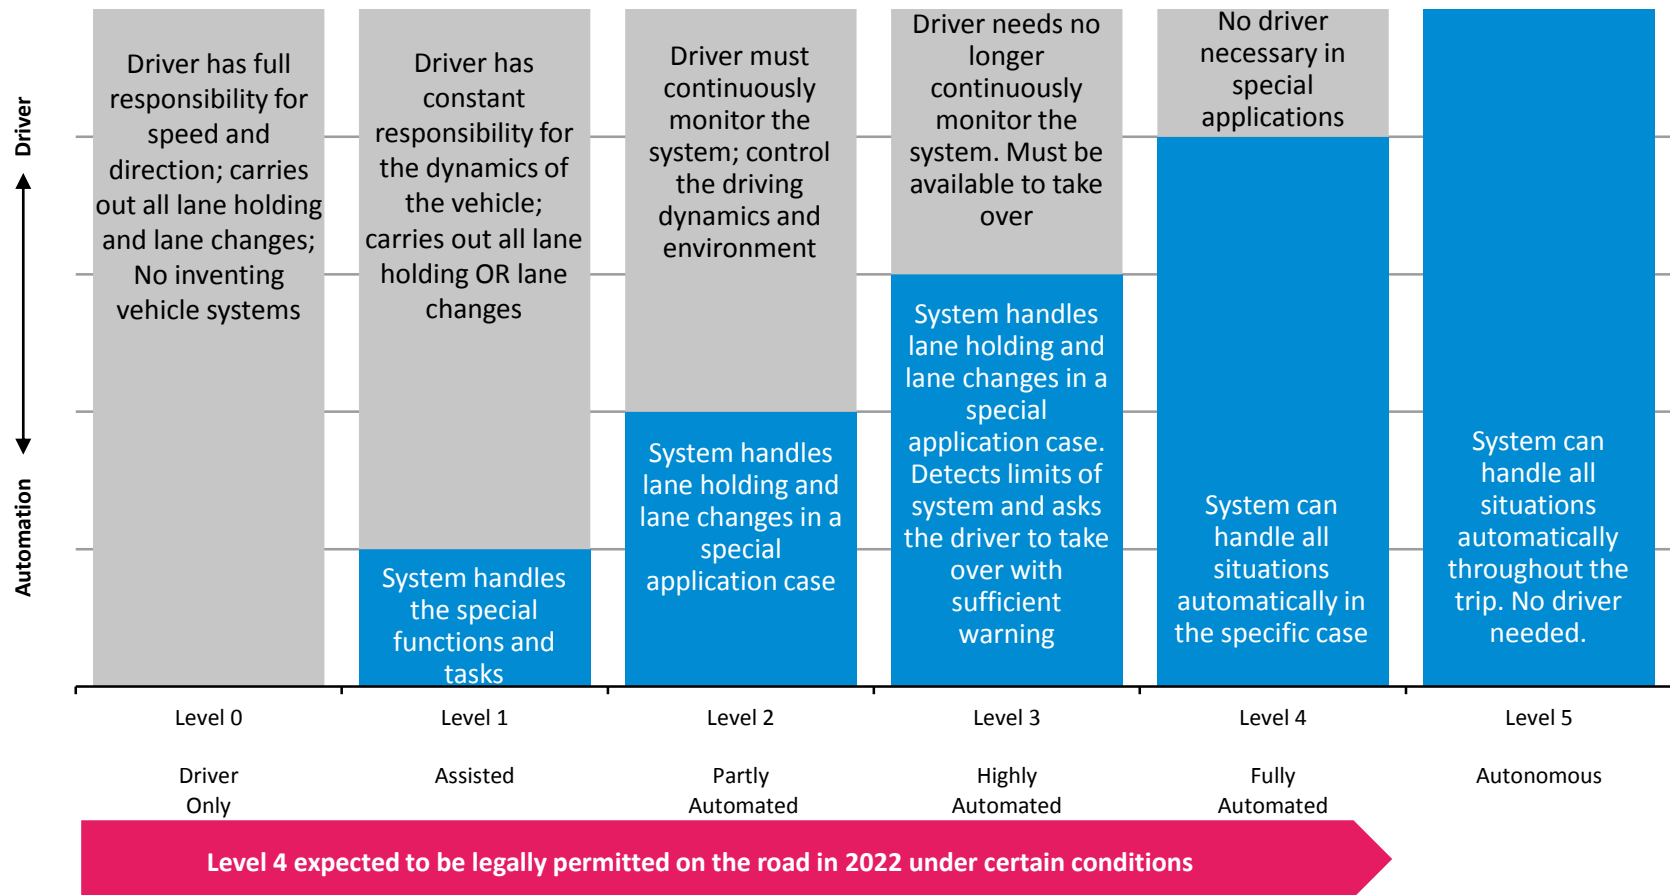 Driver
Automation
Driver has full
responsibility for
speed and
direction; carries
out all lane holding
and lane changes;
No inventing
vehicle systems
Driver has
constant
responsibility for
the dynamics of
the vehicle;
carries out all lane
holding OR lane
changes
System handles
the special
functions and
tasks
Driver must
continuously
monitor the
system; control
the driving
dynamics and
environment
System handles
lane holding and
lane changes in a
special
application case
Driver needs no
longer
continuously
monitor the
system. Must be
available to take
over
System handles
lane holding and
lane changes in a
special
application case.
Detects limits of
system and asks
the driver to take
over with
sufficient
warning
No driver
necessary in
special
applications
System can
handle all
situations
automatically in
the specific case
System can
handle all
situations
automatically
throughout the
trip. No driver
needed.
Level 0
Driver
Only
Level 1
Assisted
Level 2
Partly
Automated
Level 3
Highly
Automated
Level 4
Fully
Automated
Level 5
Autonomous
Level 4 expected to be legally permitted on the road in 2022 under certain conditions